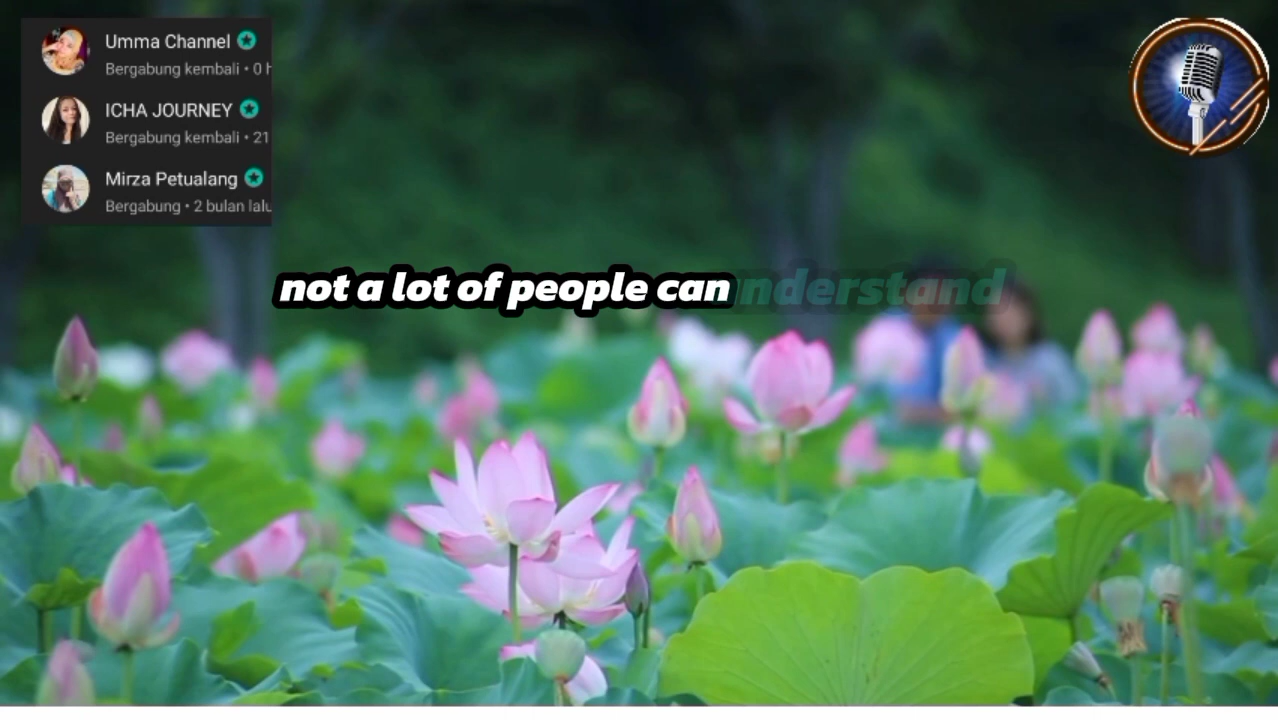 Umma Channel
Bergabung kembali • 0 h
ICHA JOURNEY
Bergabung kembali • 21
Mirza Petualang
Bergabung • 2 bulan lalu
not a lot of people can understand